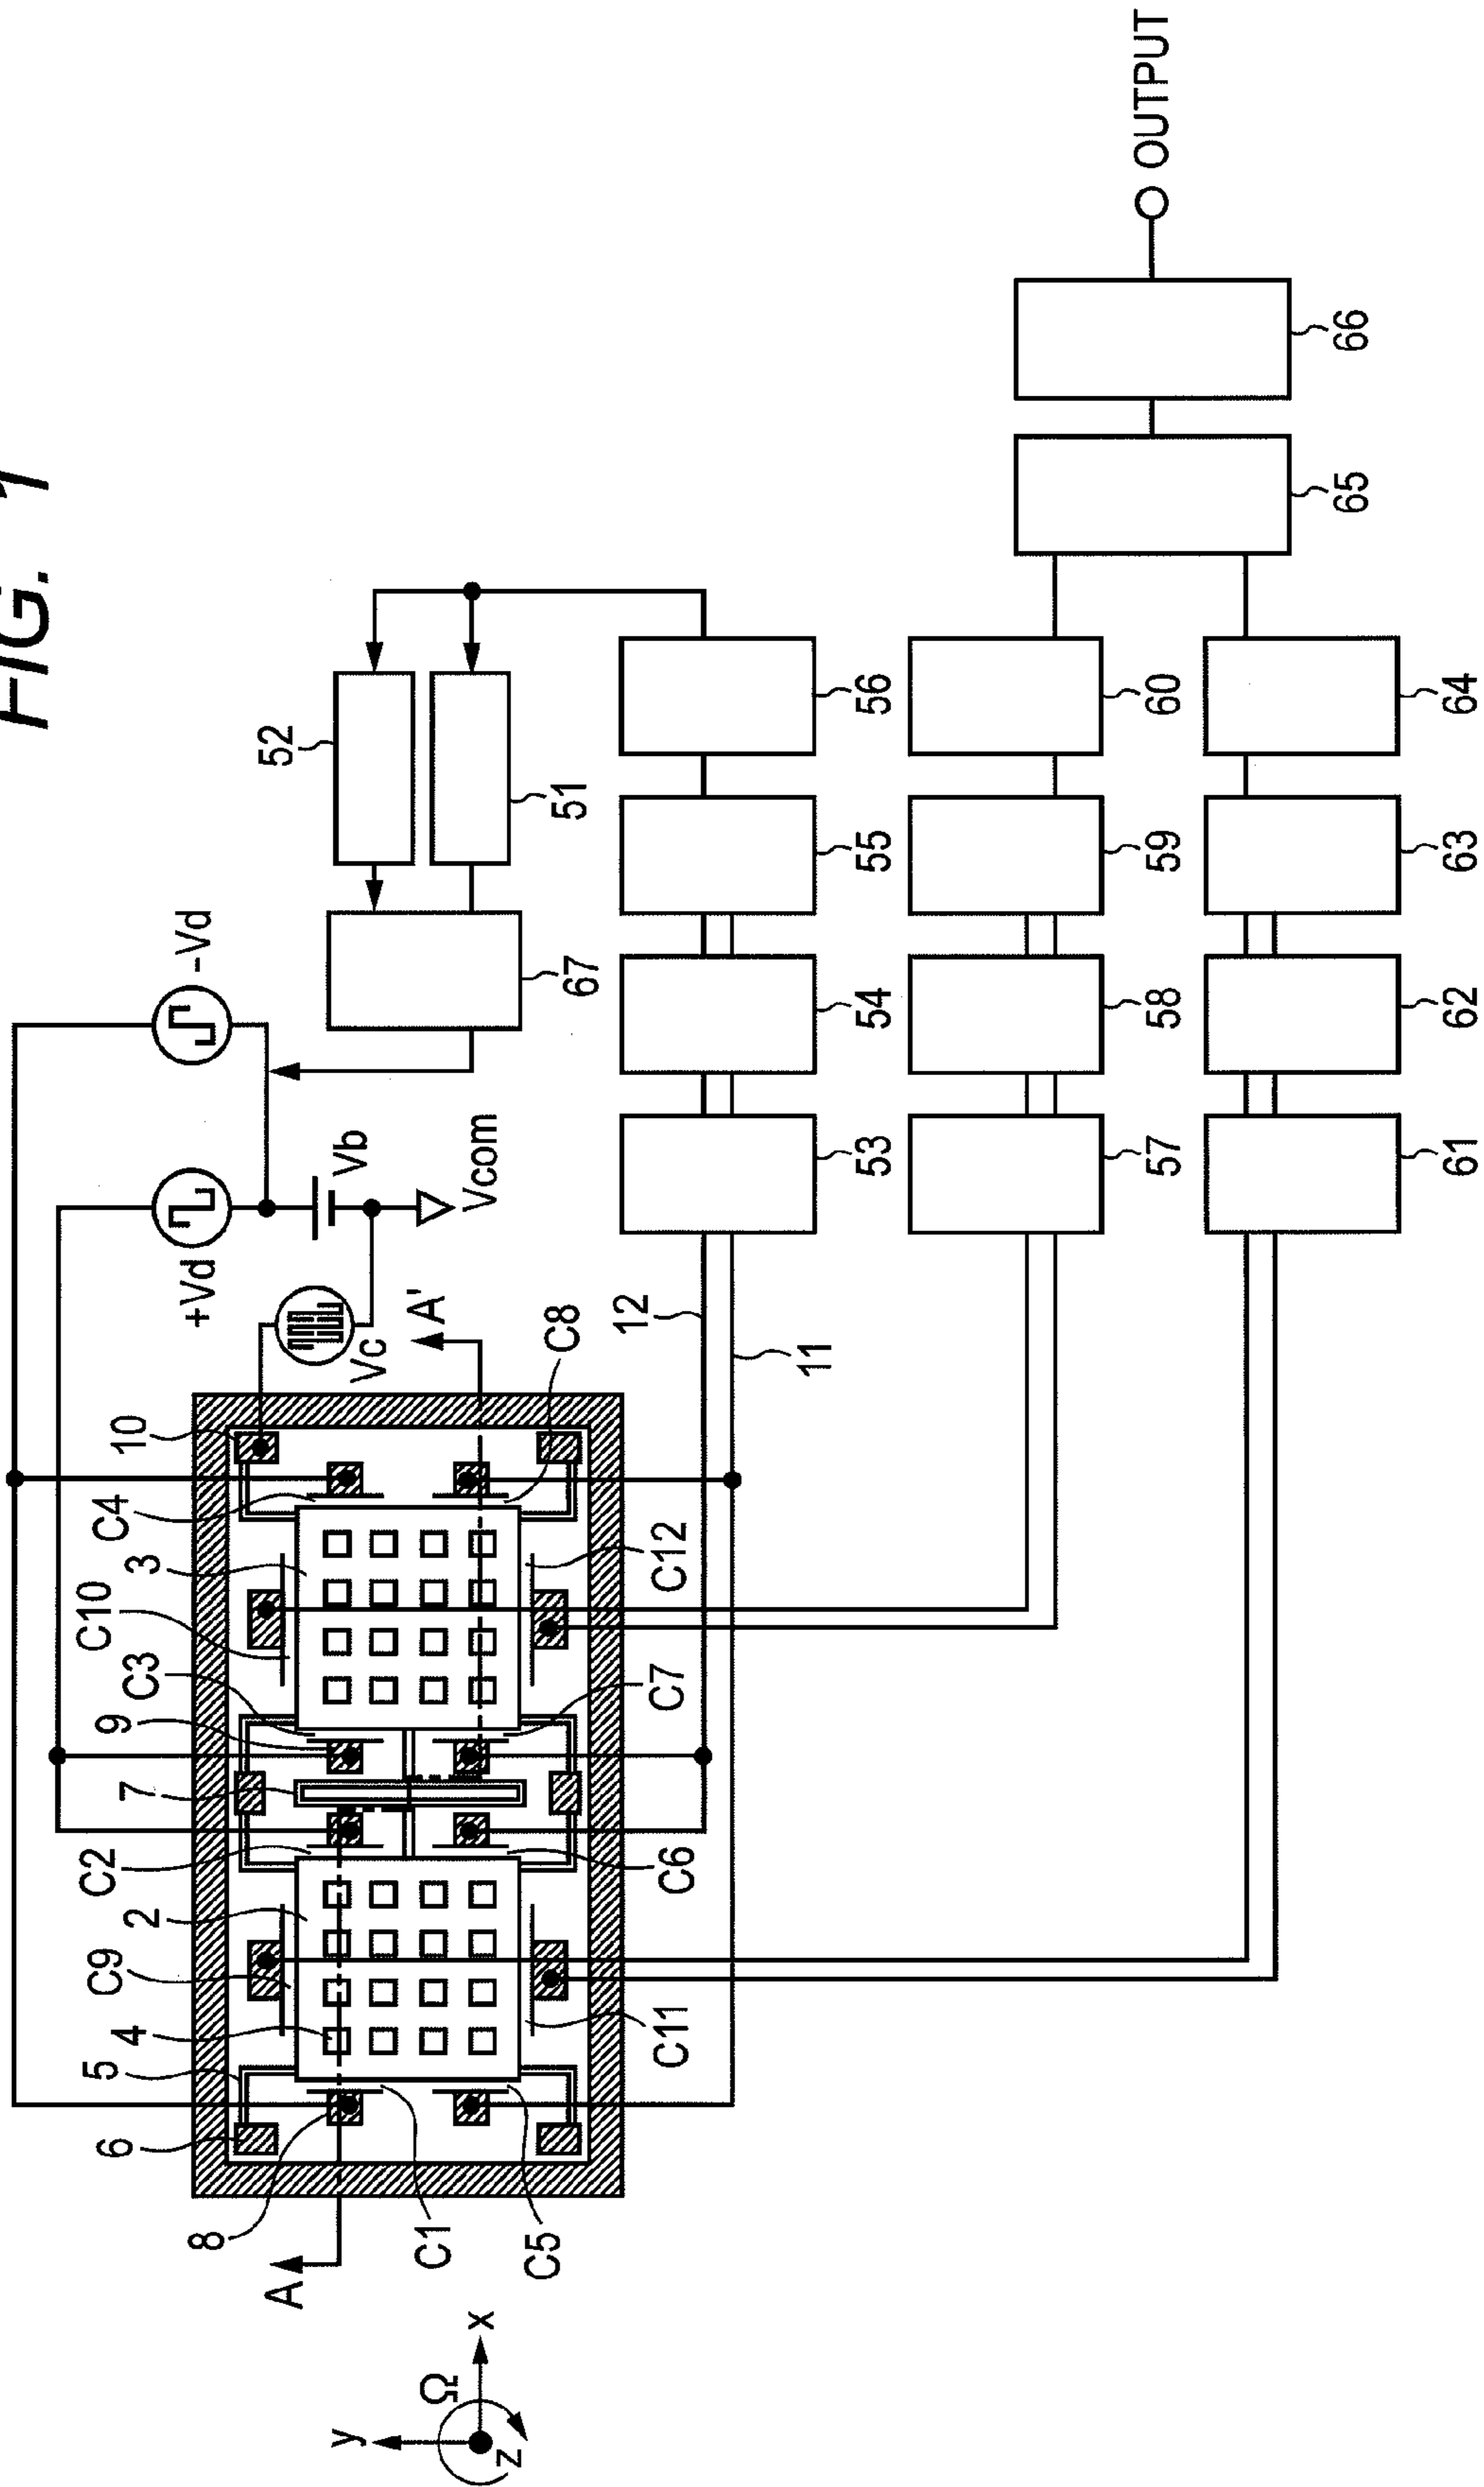 FIG. 1
OUTPUT
+Vd
-Vd
Vb
Vc
Vcom
52
51
67
A
A'
8
6
5
4
C9
2
C2
7
9
C3
C10
3
C4
10
C1
C5
C11
C6
C7
C12
C8
12
11
53
54
55
56
57
58
59
60
61
62
63
64
65
66
y
Ω
x
z